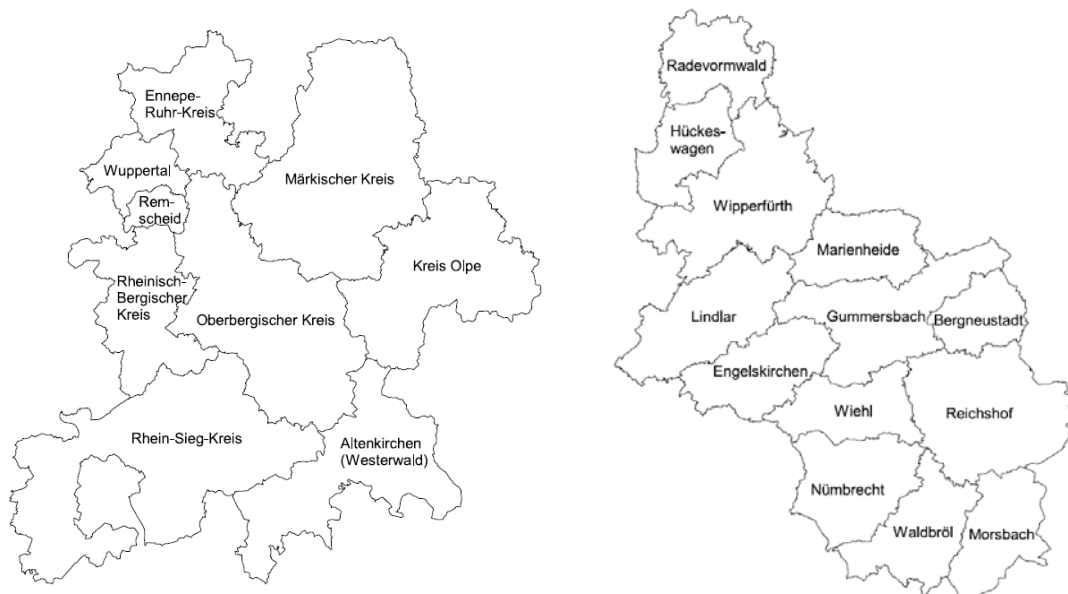 Ennepe-
Ruhr-Kreis
Wuppertal
Rem-
scheid
Märkischer Kreis
Kreis Olpe
Rheinisch-
Bergischer
Kreis
Oberbergischer Kreis
Rhein-Sieg-Kreis
Altenkirchen
(Westerwald)
Radevormwald
Hückes-
wagen
Wipperfürth
Marienheide
Lindlar
Gummersbach
Bergneustadt
Engelskirchen
Wiehl
Reichshof
Nümbrecht
Waldbröl
Morsbach